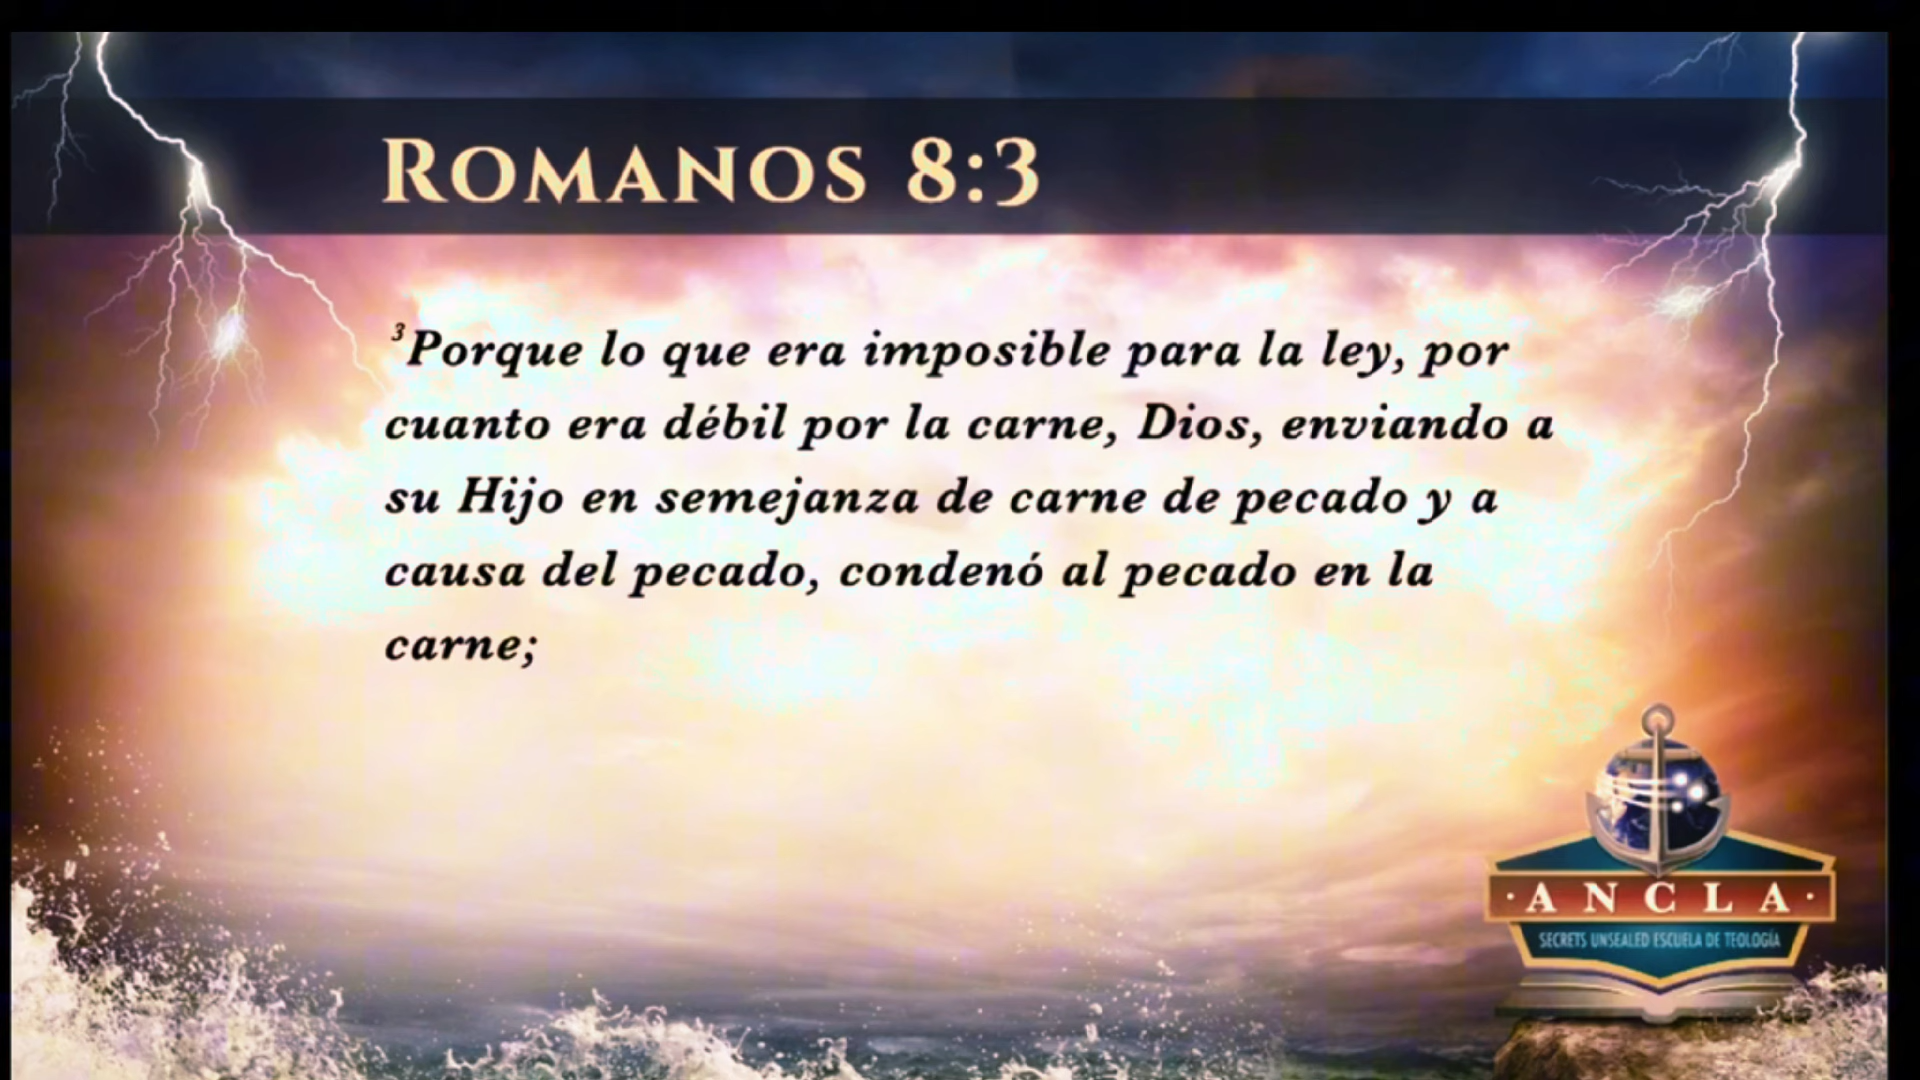 Romanos 8:3
³Porque lo que era imposible para la ley, por
cuanto era débil por la carne, Dios, enviando a
su Hijo en semejanza de carne de pecado y a
causa del pecado, condenó al pecado en la
carne;
·ANCLA·
SECRETS UNSEALED ESCUELA DE TEOLOGÍA